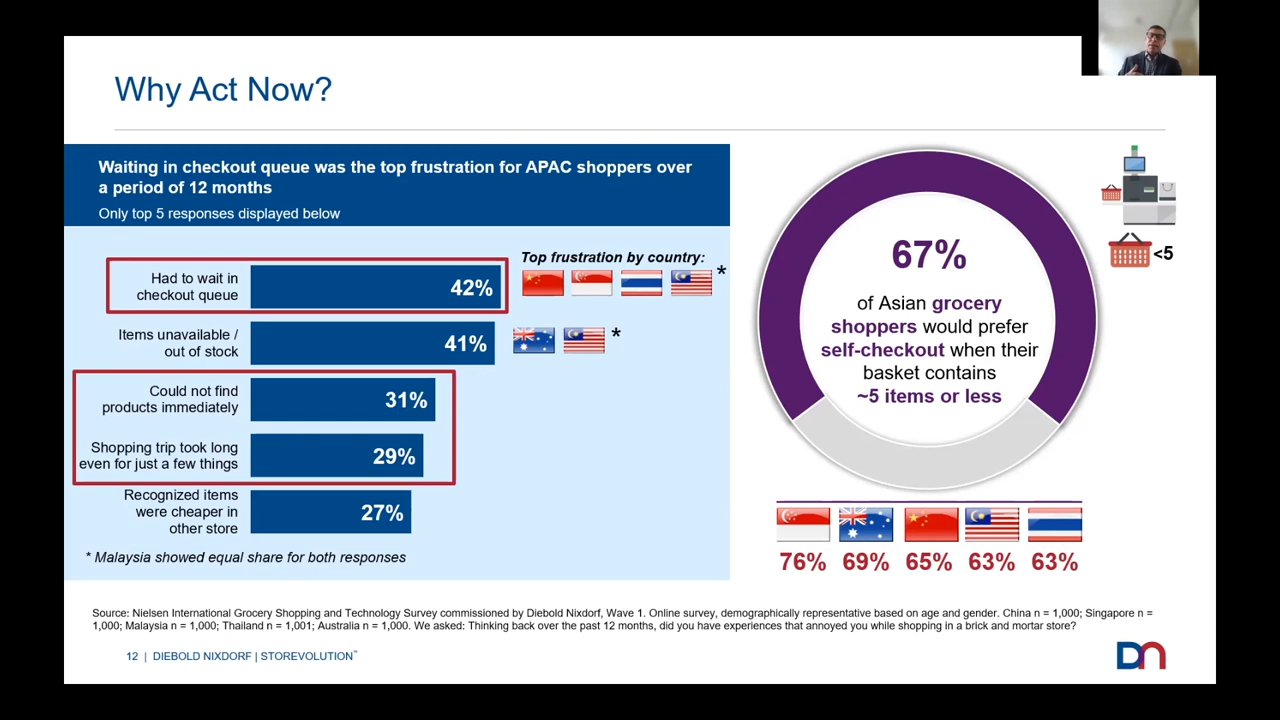 Why Act Now?
Waiting in checkout queue was the top frustration for APAC shoppers over
a period of 12 months
Only top 5 responses displayed below
Top frustration by country:
*
Had to wait in
checkout queue
42%
Items unavailable /
out of stock
41%
*
Could not find
products immediately
31%
Shopping trip took long
even for just a few things
29%
Recognized items
were cheaper in
other store
27%
* Malaysia showed equal share for both responses
67%
of Asian grocery
shoppers would prefer
self-checkout when their
basket contains
~5 items or less
<5
76% 69% 65% 63% 63%
Source: Nielsen International Grocery Shopping and Technology Survey commissioned by Diebold Nixdorf, Wave 1. Online survey, demographically representative based on age and gender. China n = 1,000; Singapore n =
1,000; Malaysia n = 1,000; Thailand n = 1,001; Australia n = 1,000. We asked: Thinking back over the past 12 months, did you have experiences that annoyed you while shopping in a brick and mortar store?
12 | DIEBOLD NIXDORF | STOREVOLUTION™
DN